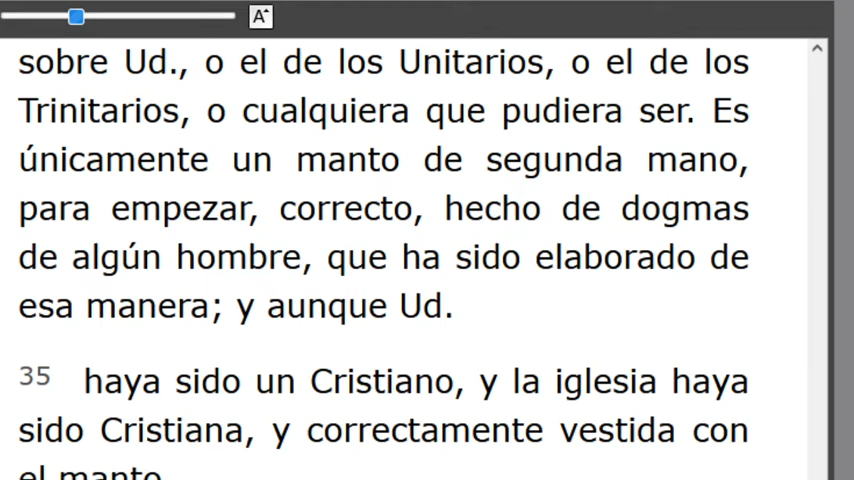 A
sobre Ud., o el de los Unitarios, o el de los
Trinitarios, o cualquiera que pudiera ser. Es
únicamente un manto de segunda mano,
para empezar, correcto, hecho de dogmas
de algún hombre, que ha sido elaborado de
esa manera; y aunque Ud.
35 haya sido un Cristiano, y la iglesia haya
sido Cristiana, y correctamente vestida con
el manto